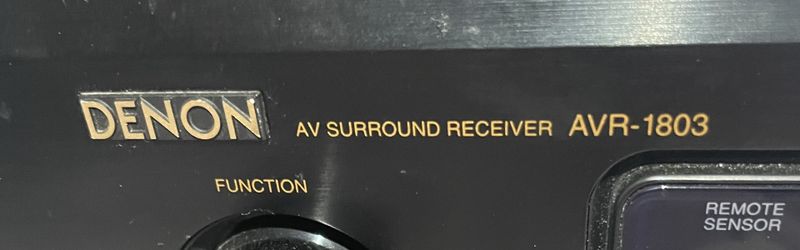 DENON AV SURROUND RECEIVER AVR-1803
FUNCTION
REMOTE
SENSOR